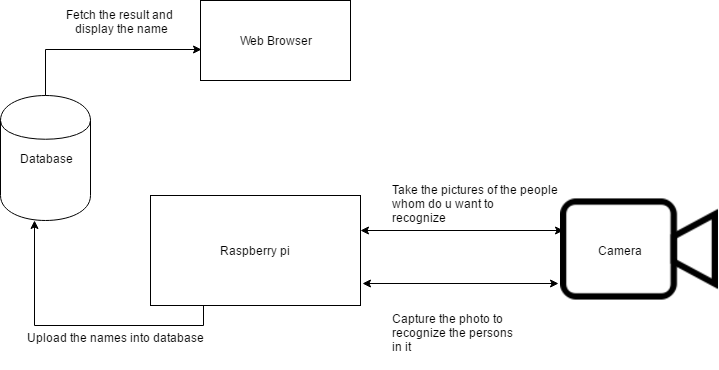 Fetch the result and
display the name
Web Browser
Database
Take the pictures of the people
whom do u want to
recognize
Raspberry pi
Camera
Capture the photo to
recognize the persons
in it
Upload the names into database